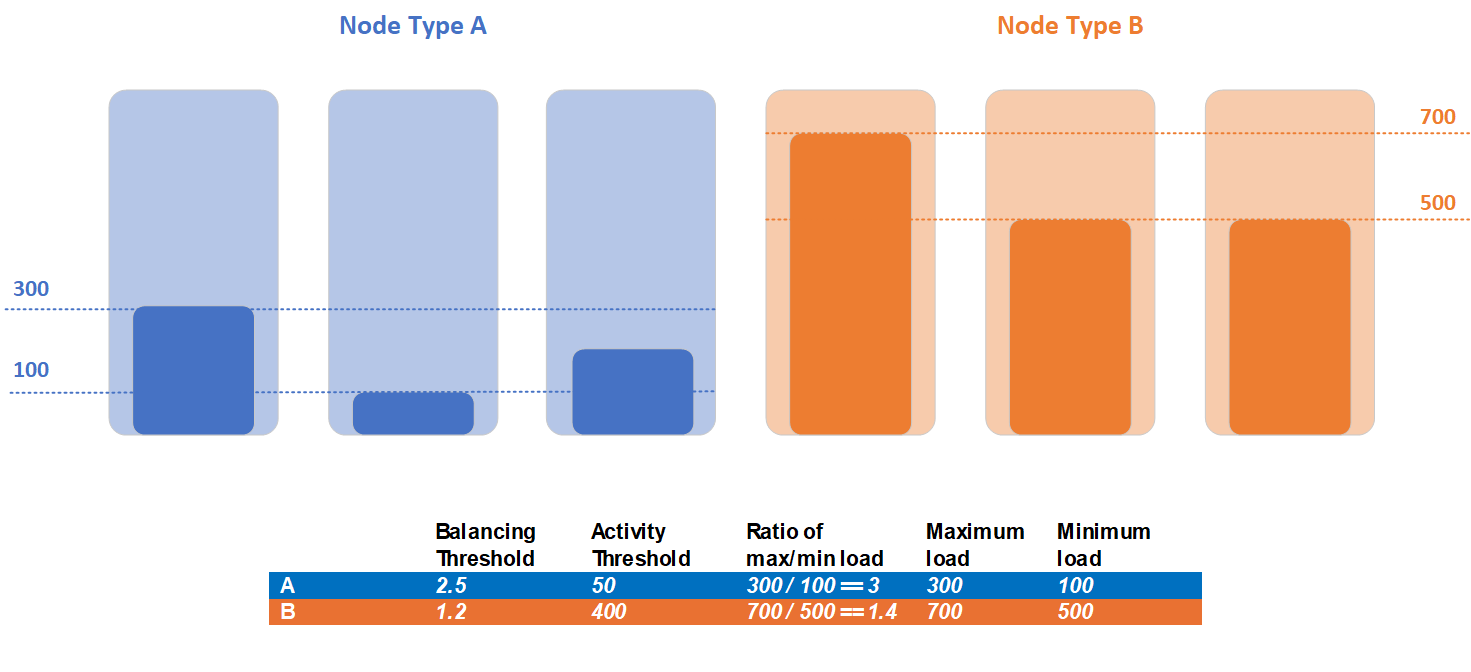 Node Type A
Node Type B
700
500
300
100
Balancing Threshold
Activity Threshold
Ratio of max/min load
Maximum load
Minimum load
A 2.5 50 300 / 100 == 3 300 100
B 1.2 400 700 / 500 == 1.4 700 500